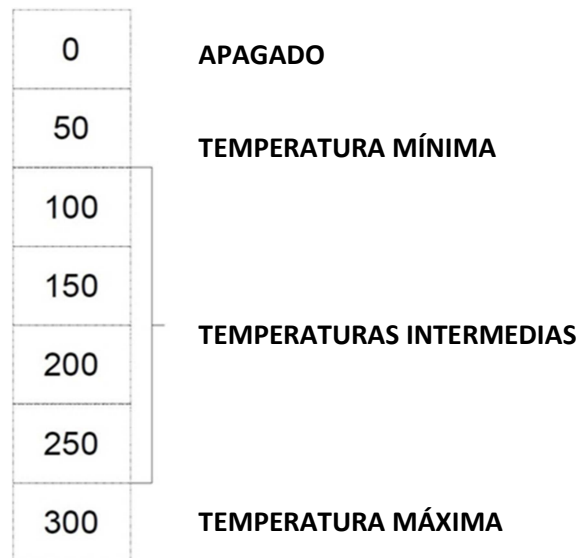 0 APAGADO
50 TEMPERATURA MÍNIMA
100
150
TEMPERATURAS INTERMEDIAS
200
250
300 TEMPERATURA MÁXIMA